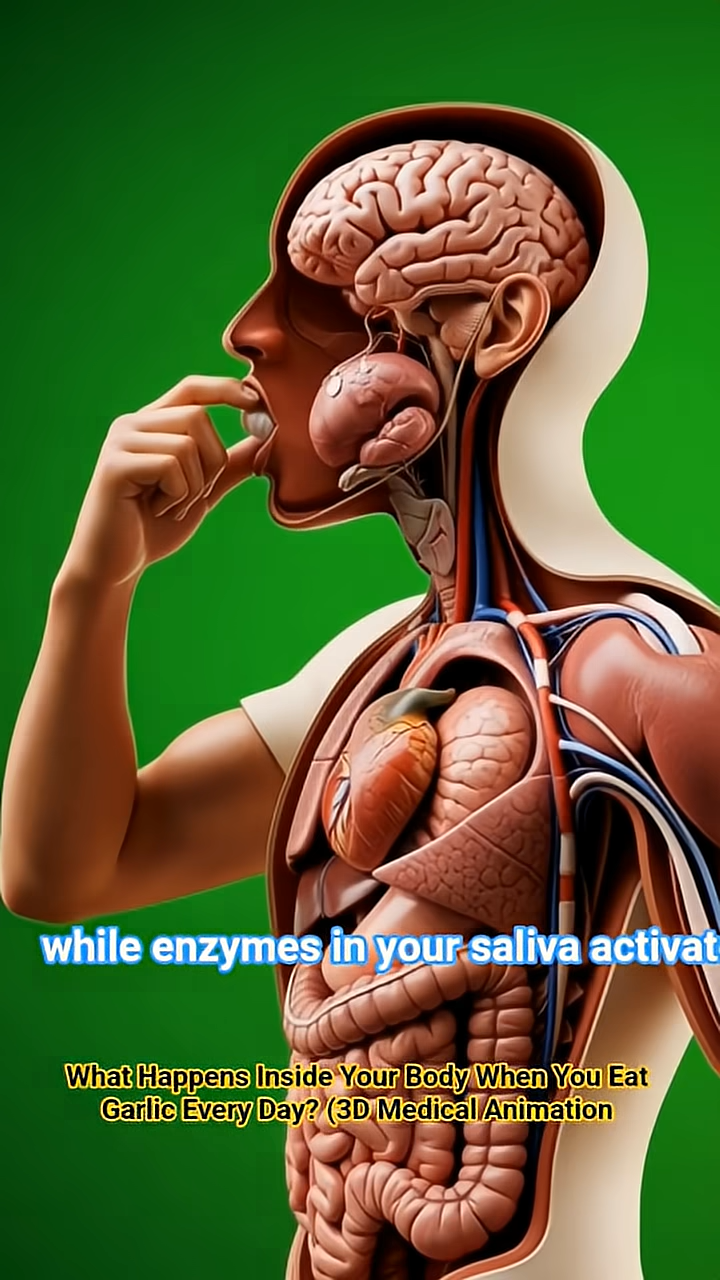 while enzymes in your saliva activat
What Happens Inside Your Body When You Eat
Garlic Every Day? (3D Medical Animation